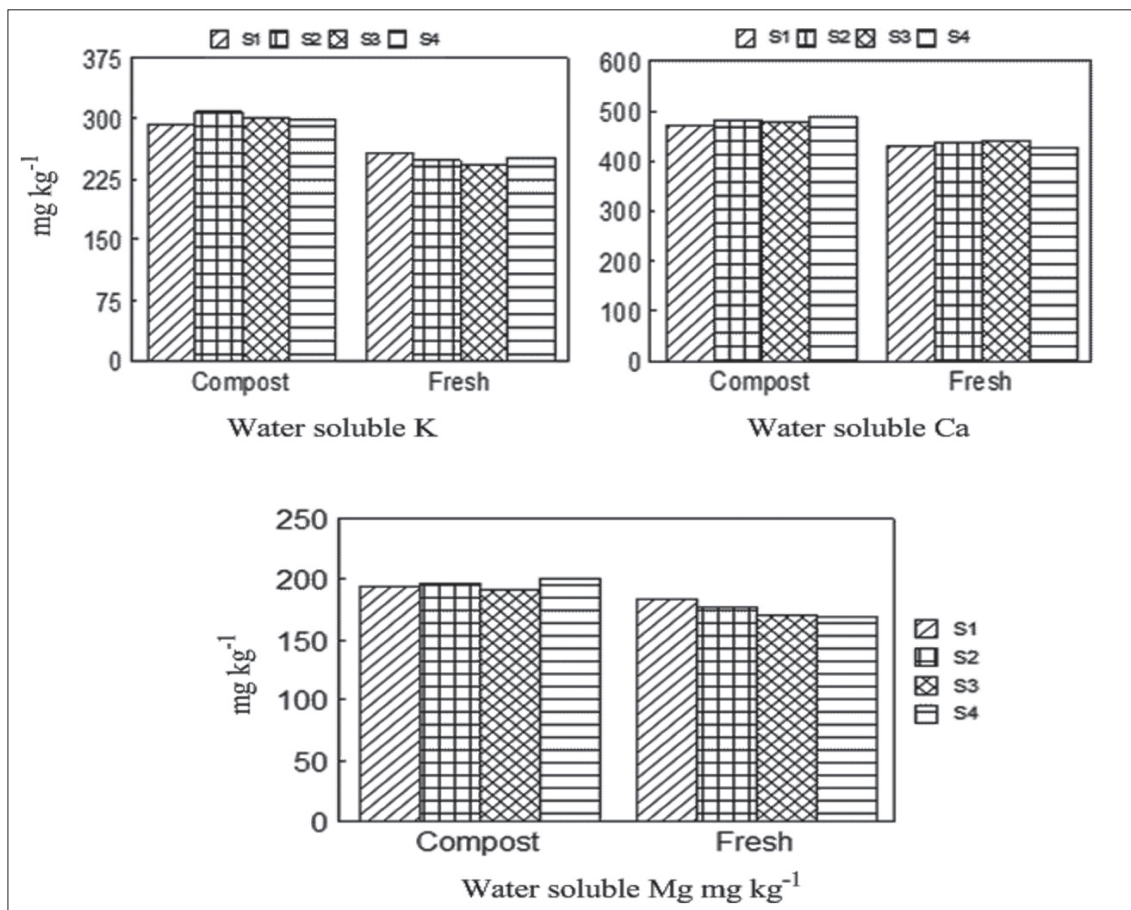 S1 S2 S3 S4
375
300
225
150
75
0
mg kg-1
Compost Fresh
Water soluble K
S1 S2 S3 S4
600
500
400
300
200
100
0
Compost Fresh
Water soluble Ca
250
200
150
100
50
0
mg kg-1
Compost Fresh
S1
S2
S3
S4
Water soluble Mg mg kg-1